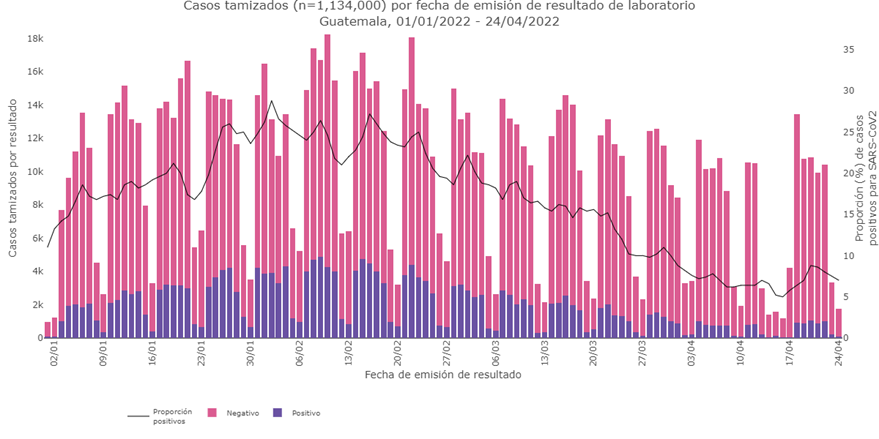 Casos tamizados (n=1,134,000) por fecha de emisión de resultado de laboratorio
Guatemala, 01/01/2022 - 24/04/2022
Casos tamizados por resultado
18k
16k
14k
12k
10k
8k
6k
4k
2k
0
35
30
25
20
15
10
5
0
Proporción (%) de casos
positivos para SARS-CoV2
02/01
09/01
16/01
23/01
30/01
06/02
13/02
20/02
27/02
06/03
13/03
20/03
27/03
03/04
10/04
17/04
24/04
Fecha de emisión de resultado
Proporción
positivos
Negativo
Positivo